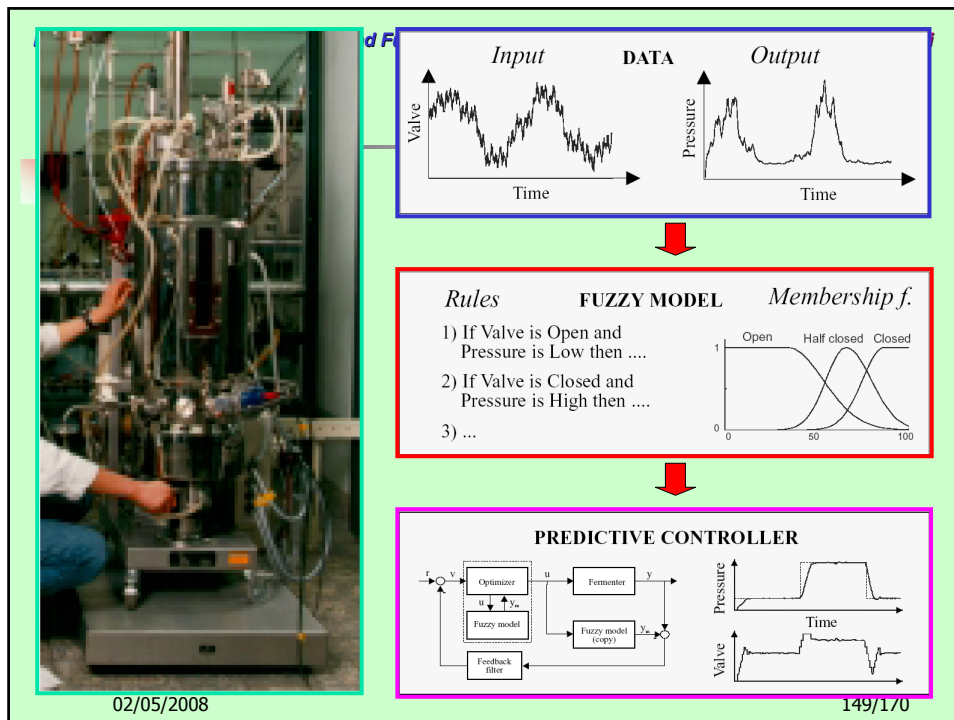 d Fu
i
Input DATA Output
Valve
Time
Pressure
Time
Rules FUZZY MODEL Membership f.
1) If Valve is Open and
Pressure is Low then ....
2) If Valve is Closed and
Pressure is High then ....
3) ...
Open Half closed Closed
1
0
0 50 100
PREDICTIVE CONTROLLER
r v Optimizer u Fermenter y
-
u yₘ
Fuzzy model
Fuzzy model
(copy)
yₘ
-
Feedback
filter
Pressure
Time
Valve
02/05/2008
149/170